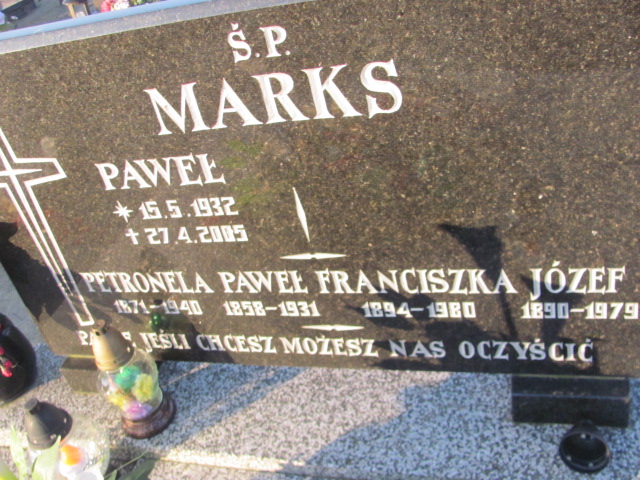 Ś.P.
MARKS
PAWEŁ
* 15.5.1932
+ 27.4.2005
PETRONELA PAWEŁ FRANCISZKA JÓZEF
1871-1940 1858-1931 1894-1980 1890-1979
PANIE, JEŚLI CHCESZ MOŻESZ NAS OCZYŚCIĆ